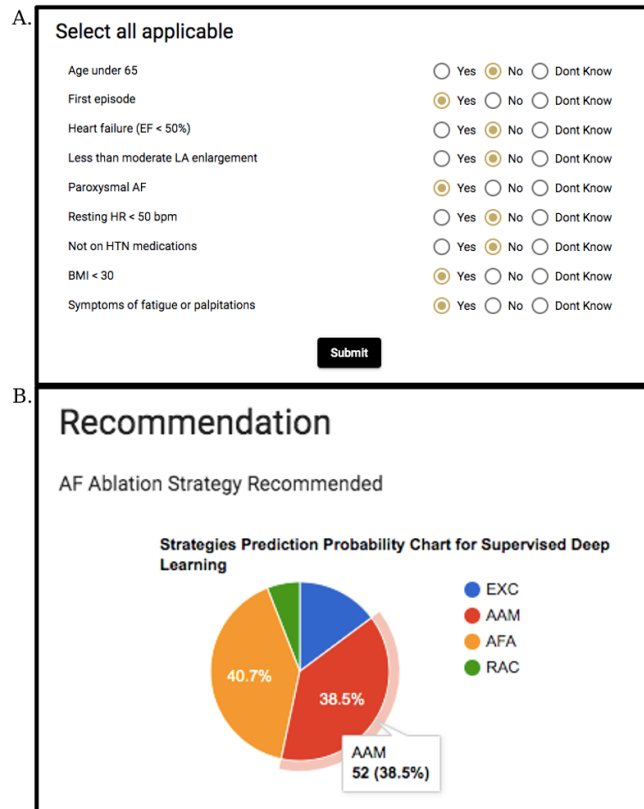 A.
Select all applicable
Age under 65 Yes No Dont Know
First episode Yes No Dont Know
Heart failure (EF < 50%) Yes No Dont Know
Less than moderate LA enlargement Yes No Dont Know
Paroxysmal AF Yes No Dont Know
Resting HR < 50 bpm Yes No Dont Know
Not on HTN medications Yes No Dont Know
BMI < 30 Yes No Dont Know
Symptoms of fatigue or palpitations Yes No Dont Know
Submit
B.
Recommendation
AF Ablation Strategy Recommended
Strategies Prediction Probability Chart for Supervised Deep
Learning
EXC
AAM
AFA
RAC
40.7%
38.5%
AAM
52 (38.5%)